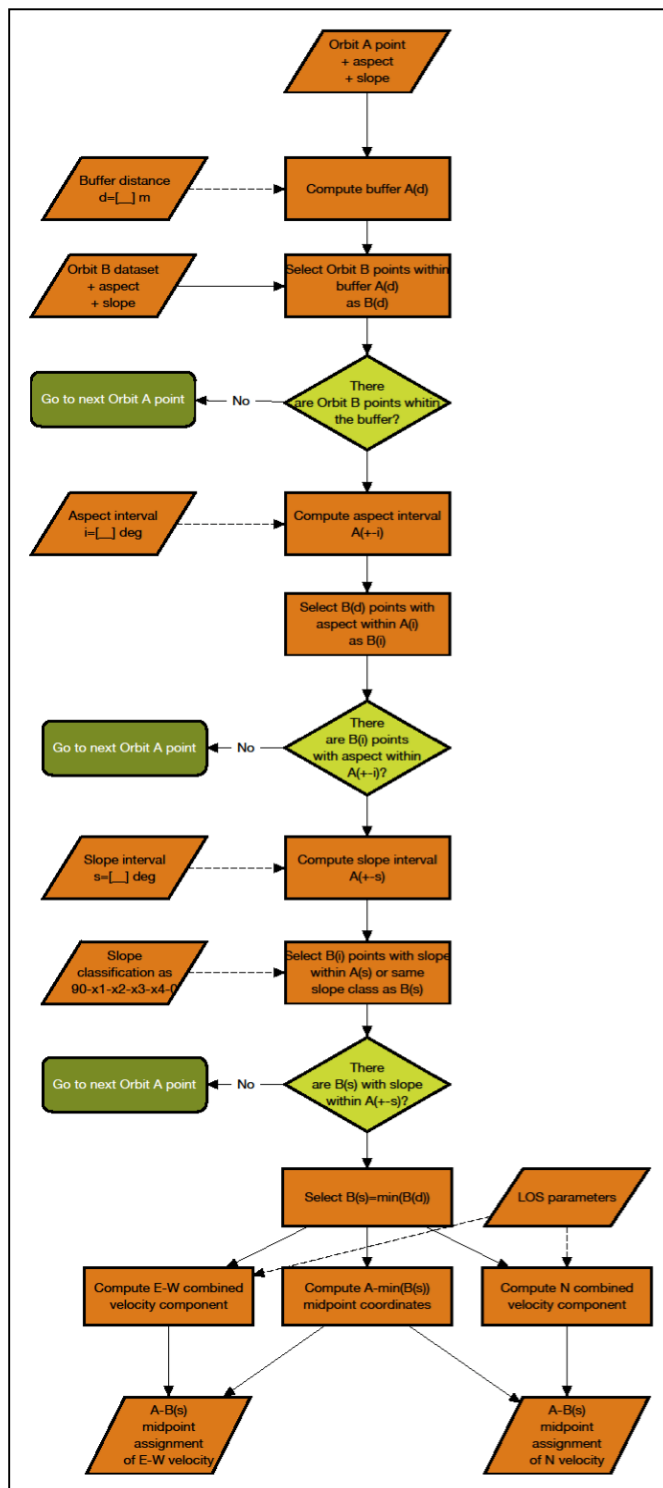 Orbit A point
+ aspect
+ slope
Buffer distance
d=[__] m
Compute buffer A(d)
Orbit B dataset
+ aspect
+ slope
Select Orbit B points within
buffer A(d)
as B(d)
There
are Orbit B points whitin
the buffer?
No
Go to next Orbit A point
Aspect interval
i=[__] deg
Compute aspect interval
A(+-i)
Select B(d) points with
aspect within A(i)
as B(i)
There
are B(i) points
with aspect within
A(+-i)?
No
Go to next Orbit A point
Slope interval
s=[__] deg
Compute slope interval
A(+-s)
Slope
classification as
90-x1-x2-x3-x4-0
Select B(i) points with slope
within A(s) or same
slope class as B(s)
There
are B(s) with slope
within A(+-s)?
No
Go to next Orbit A point
Select B(s)=min(B(d))
LOS parameters
Compute E-W combined
velocity component
Compute A-min(B(s))
midpoint coordinates
Compute N combined
velocity component
A-B(s)
midpoint
assignment
of E-W velocity
A-B(s)
midpoint
assignment
of N velocity